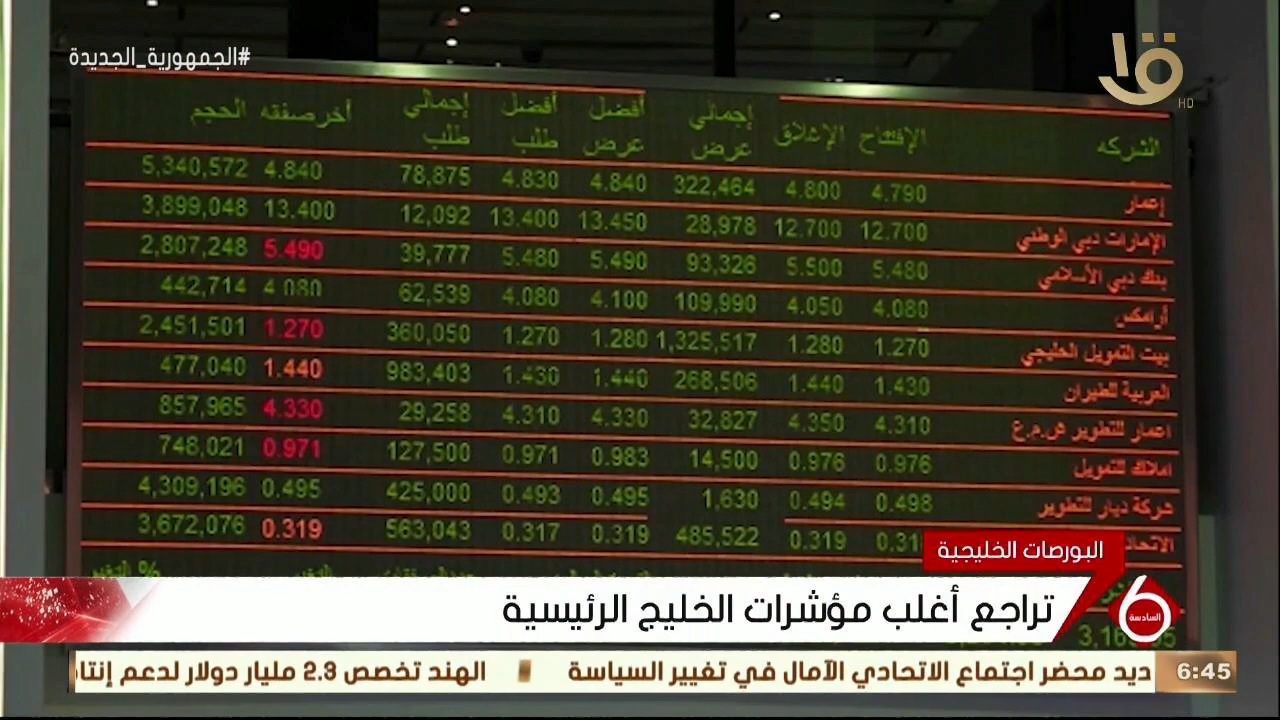 #الجمهورية_الجديدة
HD
الشركه الإفتتاح الإغلاق إجمالي عرض أفضل عرض أفضل طلب إجمالي طلب أخر صفقه الحجم
إعمار 4.790 4.800 322,464 4.840 4.830 78,875 4.840 5,340,572
الإمارات دبي الوطني 12.700 12.700 28,978 13.450 13.400 12,092 13.400 3,899,048
بنك دبي الأسلامي 5.480 5.500 93,326 5.490 5.480 39,777 5.490 2,807,248
أرامكس 4.080 4.050 109,990 4.100 4.080 62,539 4.080 442,714
بيت التمويل الخليجي 1.270 1.280 1,325,517 1.280 1.270 360,050 1.270 2,451,501
العربية للطيران 1.430 1.440 268,506 1.440 1.430 983,403 1.440 477,040
اعمار للتطوير ش.م.ع 4.310 4.350 32,827 4.330 4.310 29,258 4.330 857,965
املاك للتمويل 0.976 0.976 14,500 0.983 0.971 127,500 0.971 748,021
شركة ديار للتطوير 0.498 0.494 1,630 0.495 0.493 425,000 0.495 4,309,196
0.319 485,522 0.319 0.317 563,043 0.319 3,672,076
البورصات الخليجية
تراجع أغلب مؤشرات الخليج الرئيسية
6 السادسة
6:45 ديد محضر اجتماع الاتحادي الآمال في تغيير السياسة الهند تخصص 2.3 مليار دولار لدعم إنتا